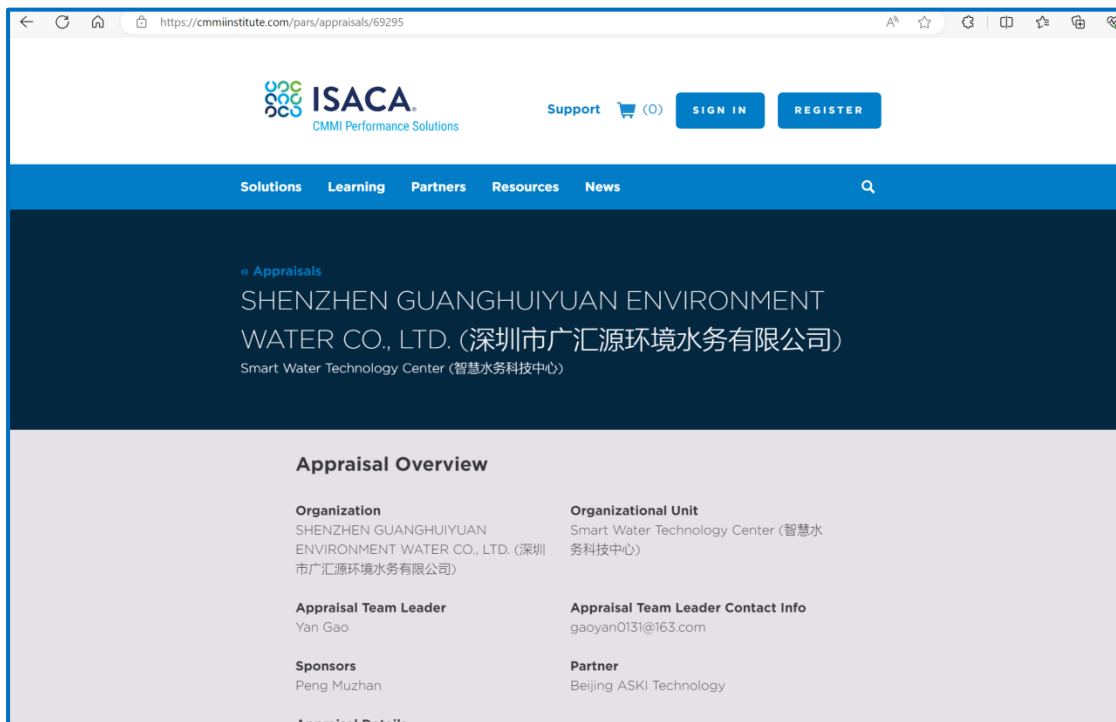 https://cmmiinstitute.com/pars/appraisals/69295
ISACA.
CMMI Performance Solutions
Support (0) SIGN IN REGISTER
Solutions Learning Partners Resources News
« Appraisals
SHENZHEN GUANGHUIYUAN ENVIRONMENT
WATER CO., LTD. (深圳市广汇源环境水务有限公司)
Smart Water Technology Center (智慧水务科技中心)
Appraisal Overview
Organization
SHENZHEN GUANGHUIYUAN
ENVIRONMENT WATER CO., LTD. (深圳
市广汇源环境水务有限公司)
Organizational Unit
Smart Water Technology Center (智慧水
务科技中心)
Appraisal Team Leader
Yan Gao
Appraisal Team Leader Contact Info
gaoyan0131@163.com
Sponsors
Peng Muzhan
Partner
Beijing ASKI Technology
Appraisal Details